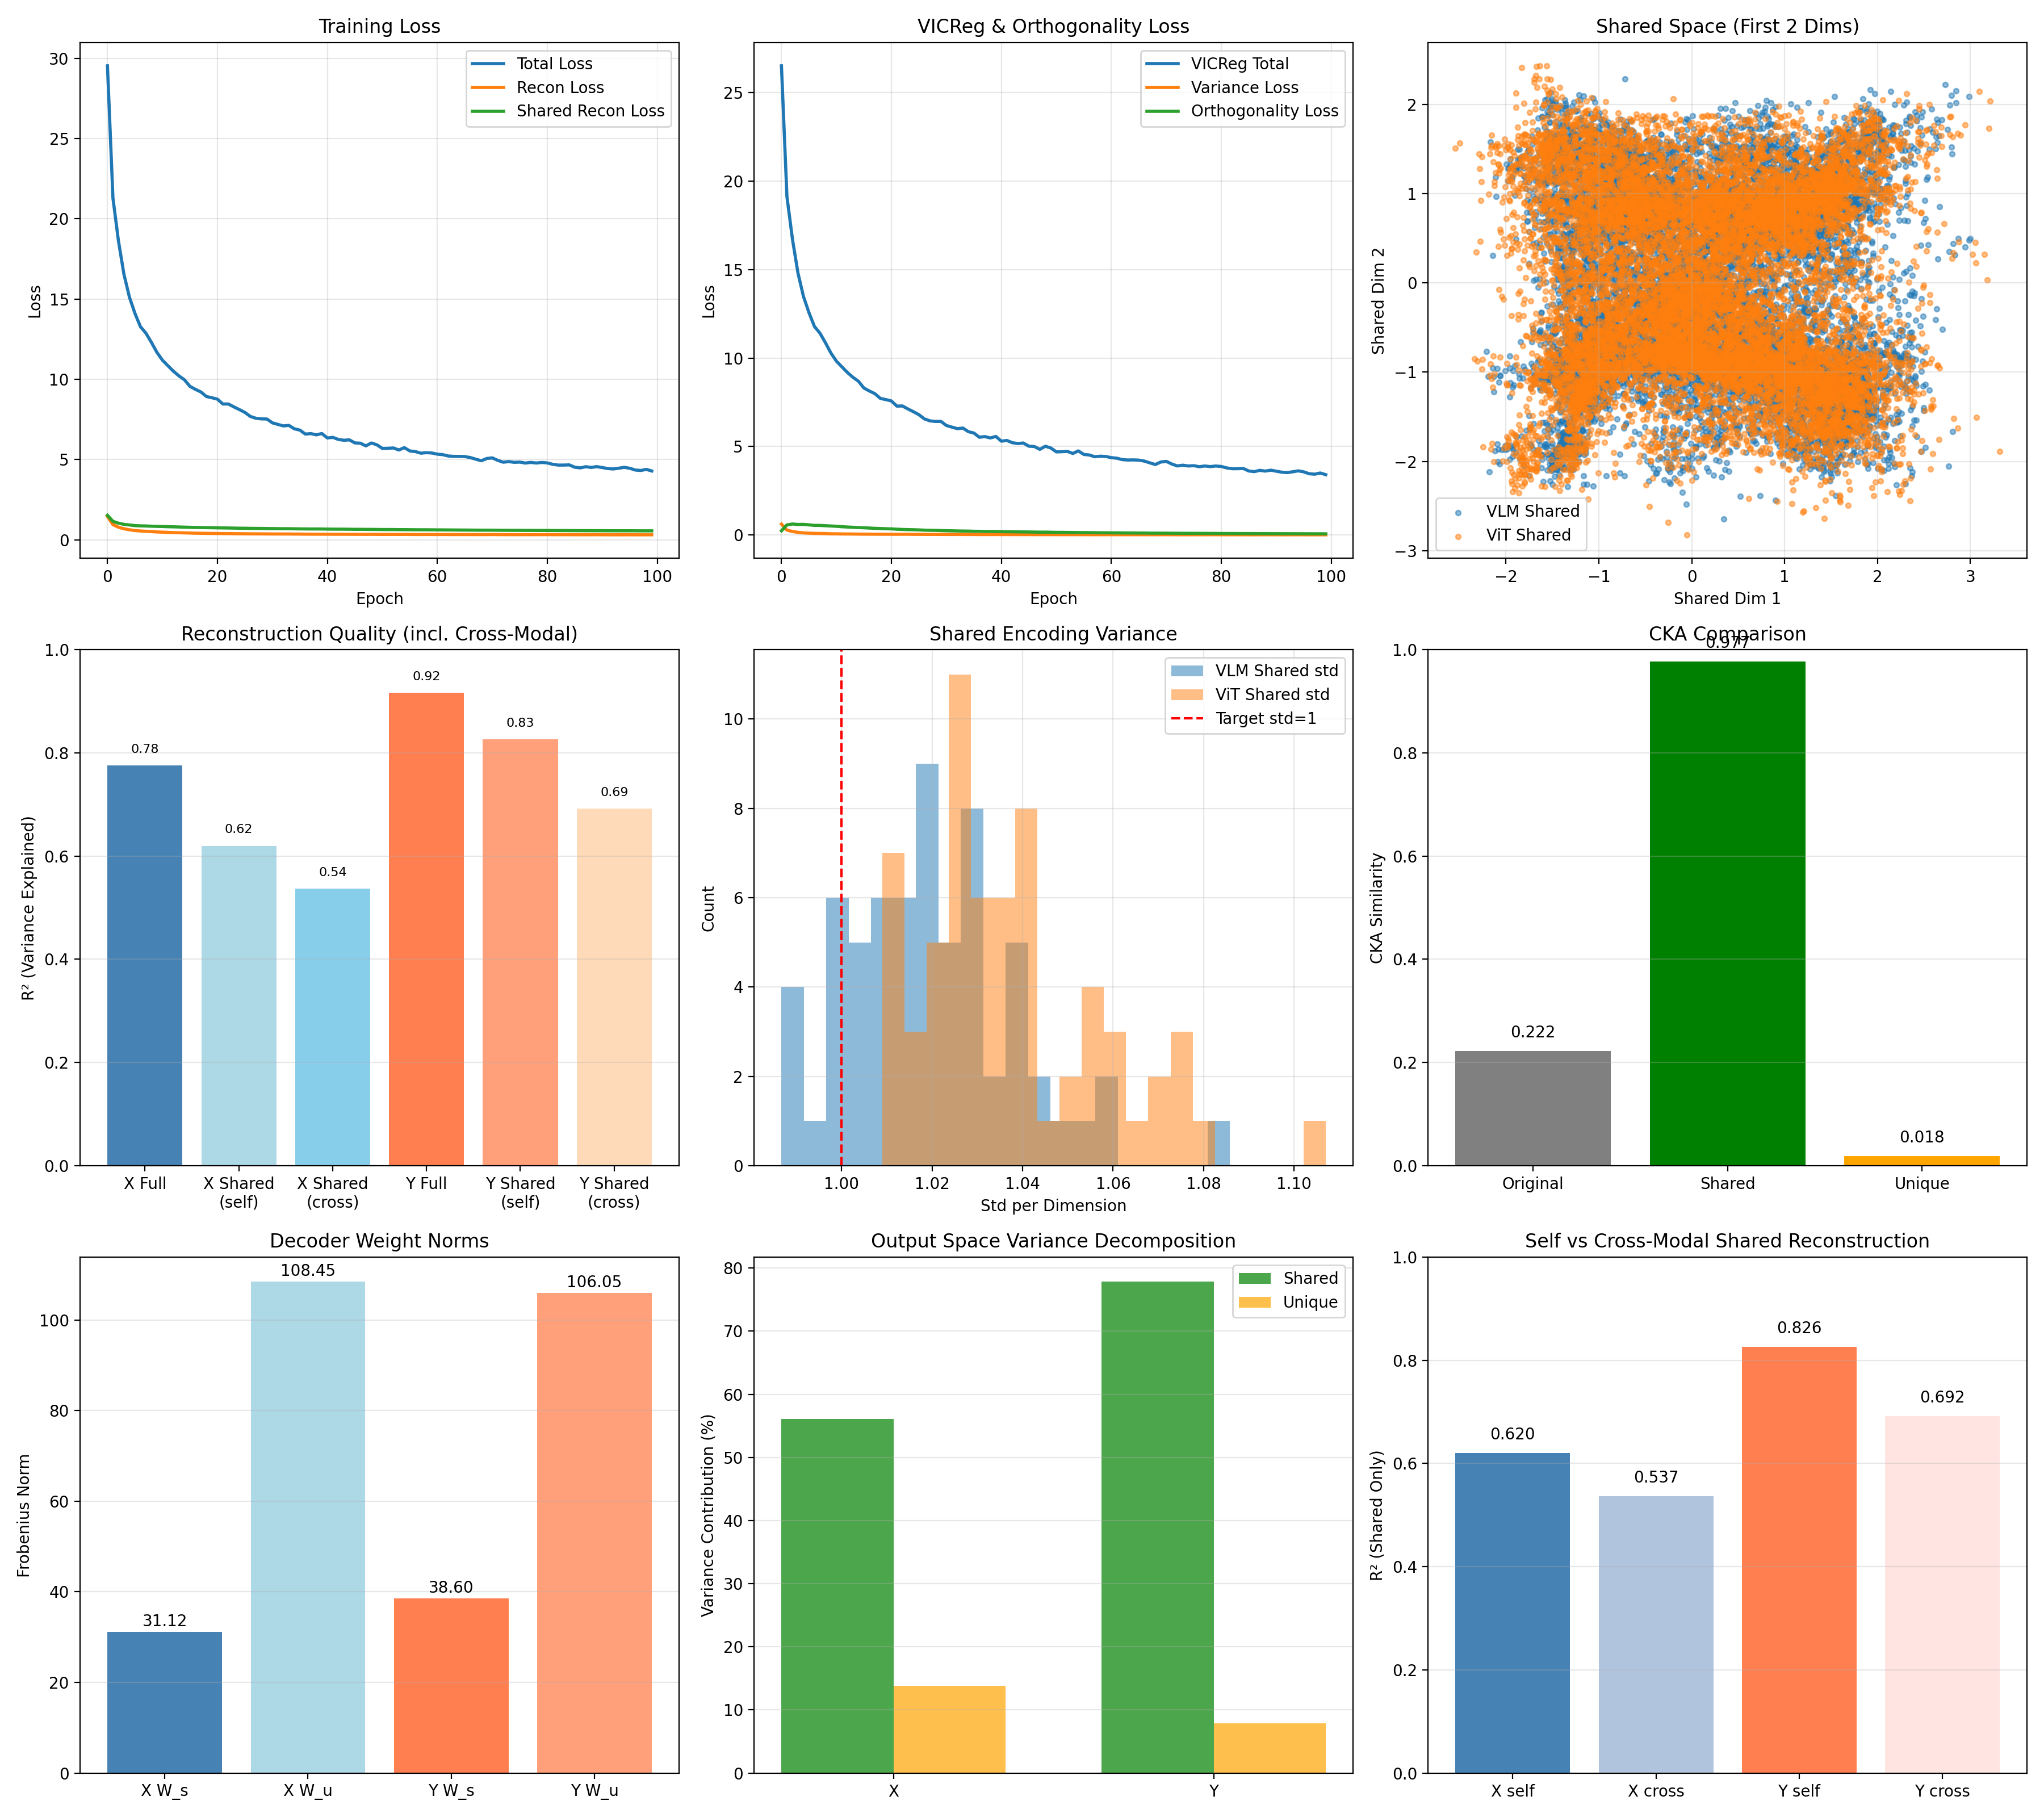 Training Loss
Loss
30
25
20
15
10
5
0
Total Loss
Recon Loss
Shared Recon Loss
0 20 40 60 80 100
Epoch
VICReg & Orthogonality Loss
Loss
25
20
15
10
5
0
VICReg Total
Variance Loss
Orthogonality Loss
0 20 40 60 80 100
Epoch
Shared Space (First 2 Dims)
Shared Dim 2
2
1
0
−1
−2
−3
VLM Shared
ViT Shared
−2 −1 0 1 2 3
Shared Dim 1
Reconstruction Quality (incl. Cross-Modal)
R² (Variance Explained)
1.0
0.8
0.6
0.4
0.2
0.0
0.78
0.62
0.54
0.92
0.83
0.69
X Full X Shared X Shared Y Full Y Shared Y Shared
(self) (cross) (self) (cross)
Shared Encoding Variance
Count
10
8
6
4
2
0
VLM Shared std
ViT Shared std
Target std=1
1.00 1.02 1.04 1.06 1.08 1.10
Std per Dimension
CKA Comparison
CKA Similarity
1.0
0.8
0.6
0.4
0.2
0.0
0.222
0.977
0.018
Original Shared Unique
Decoder Weight Norms
Frobenius Norm
100
80
60
40
20
0
31.12
108.45
38.60
106.05
X W_s X W_u Y W_s Y W_u
Output Space Variance Decomposition
Variance Contribution (%)
80
70
60
50
40
30
20
10
0
Shared
Unique
X Y
Self vs Cross-Modal Shared Reconstruction
R² (Shared Only)
1.0
0.8
0.6
0.4
0.2
0.0
0.620
0.537
0.826
0.692
X self X cross Y self Y cross